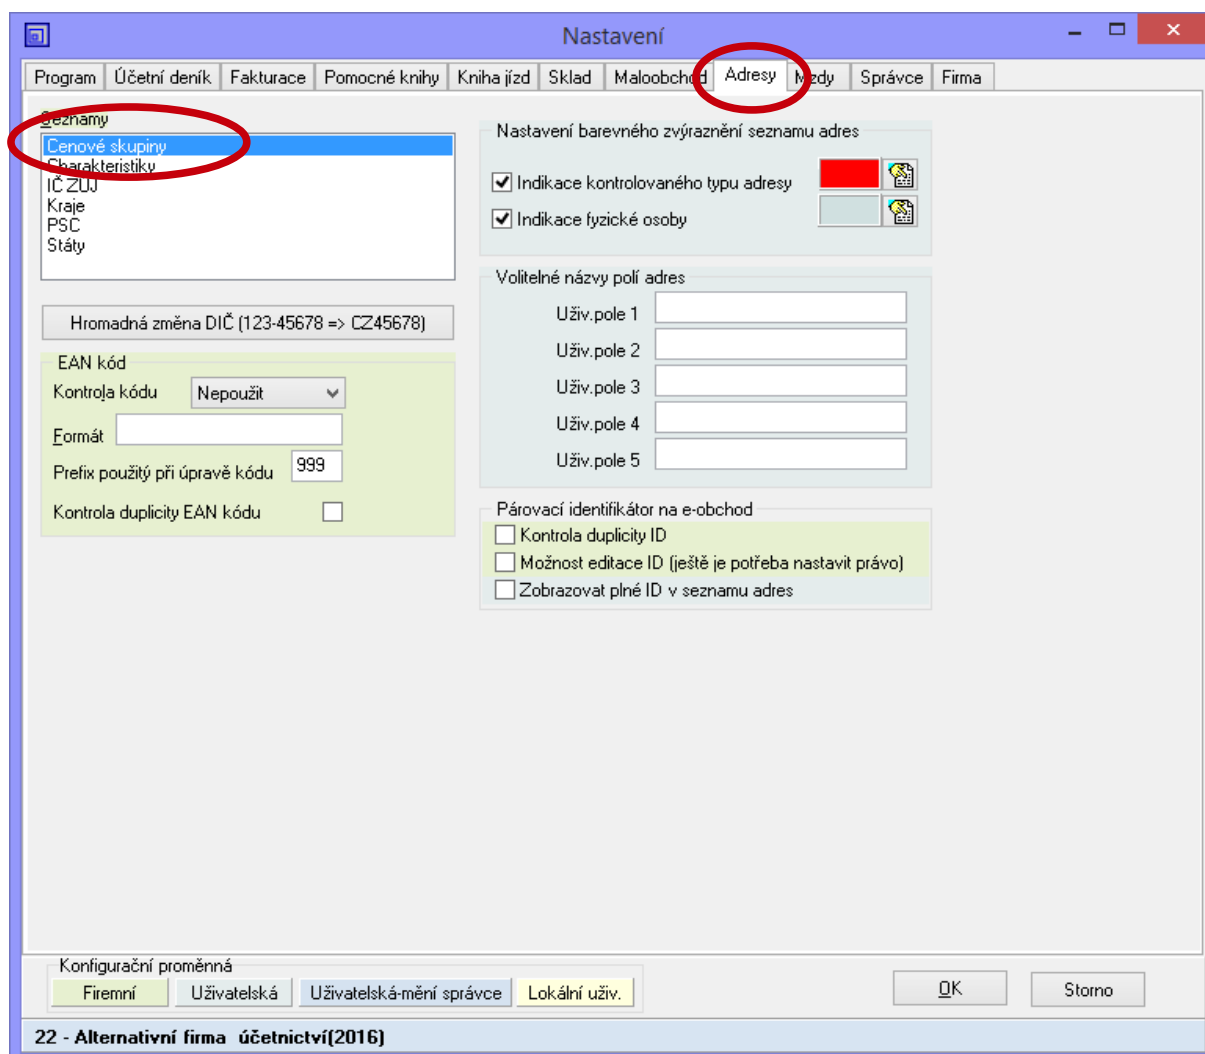 Nastavení
Program Účetní deník Fakturace Pomocné knihy Kniha jízd Sklad Maloobchod Adresy Mzdy Správce Firma
Seznamy
Cenové skupiny
Charakteristiky
IČ ZUJ
Kraje
PSČ
Státy
Hromadná změna DIČ (123-45678 => CZ45678)
EAN kód
Kontrola kódu Nepoužit
Formát
Prefix použitý při úpravě kódu 999
Kontrola duplicity EAN kódu
Nastavení barevného zvýraznění seznamu adres
Indikace kontrolovaného typu adresy
Indikace fyzické osoby
Volitelné názvy polí adres
Uživ.pole 1
Uživ.pole 2
Uživ.pole 3
Uživ.pole 4
Uživ.pole 5
Párovací identifikátor na e-obchod
Kontrola duplicity ID
Možnost editace ID (ještě je potřeba nastavit právo)
Zobrazovat plné ID v seznamu adres
Konfigurační proměnná
Firemní Uživatelská Uživatelská-mění správce Lokální uživ.
OK Storno
22 - Alternativní firma účetnictví(2016)